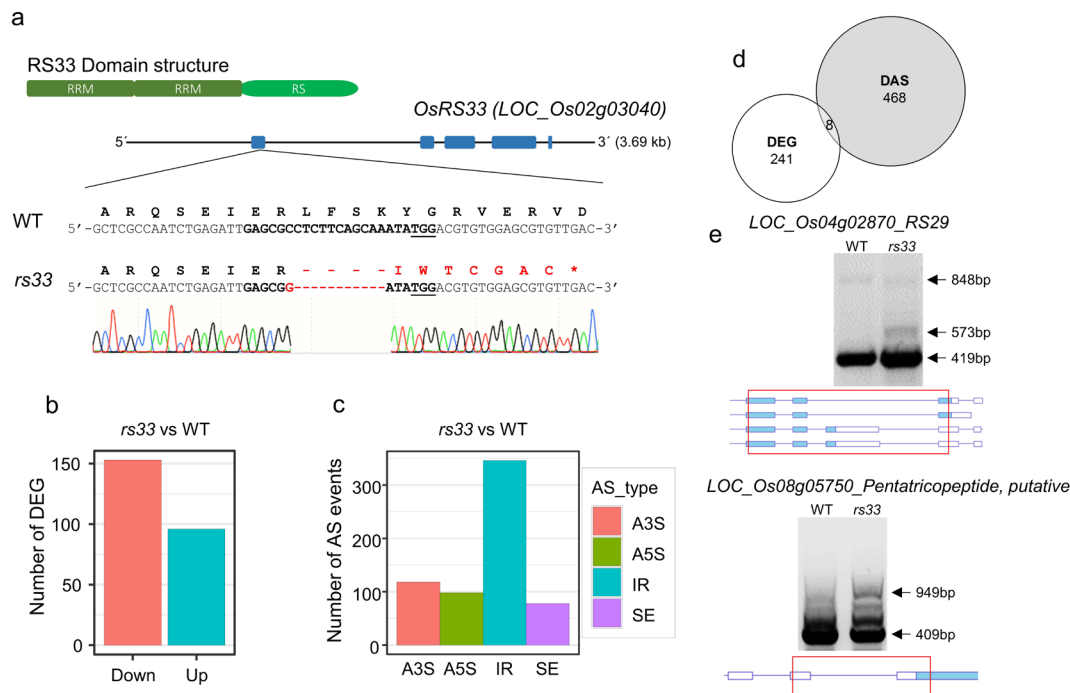 a
RS33 Domain structure
RRM RRM RS
OsRS33 (LOC_Os02g03040)
5´ 3´ (3.69 kb)
A R Q S E I E R L F S K Y G R V E R V D
WT 5’-GCTCGCCAATCTGAGATTGAGCGCCTCTTCAGCAAATATGGACGTGTGGAGCGTGTTGAC-3’
A R Q S E I E R - - - - I W T C G A C *
rs33 5’-GCTCGCCAATCTGAGATTGAGCGG-----------ATATGGACGTGTGGAGCGTGTTGAC-3’
b
rs33 vs WT
Number of DEG
150
100
50
0
Down Up
c
rs33 vs WT
Number of AS events
300
200
100
0
A3S A5S IR SE
AS_type
A3S
A5S
IR
SE
d
DAS
468
8
DEG
241
e
LOC_Os04g02870_RS29
WT rs33
848bp
573bp
419bp
LOC_Os08g05750_Pentatricopeptide, putative
WT rs33
949bp
409bp